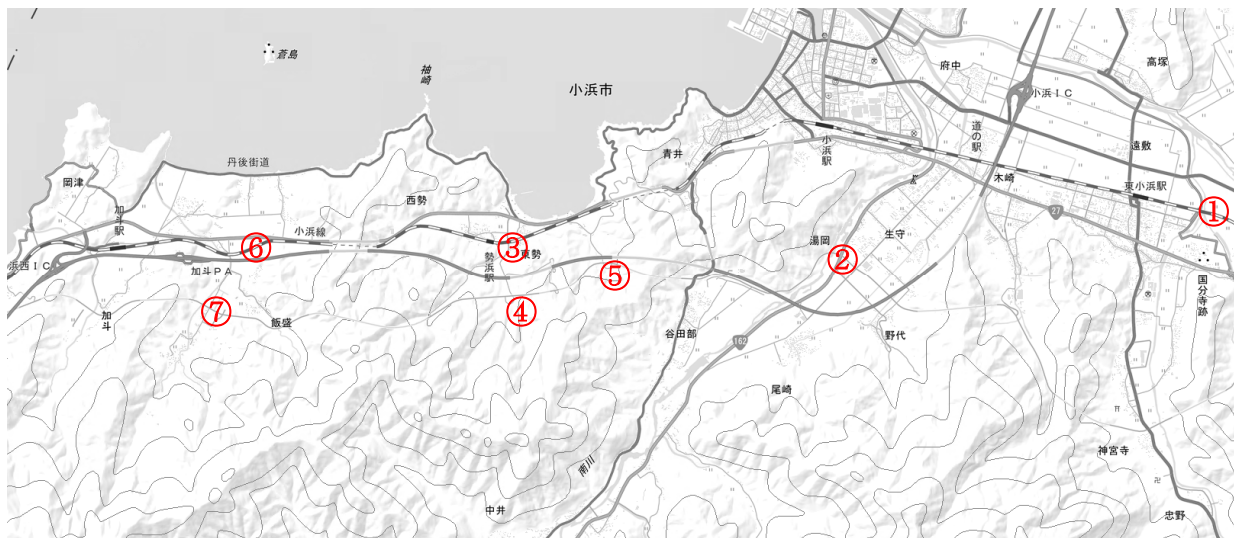 蒼島
袖崎
小浜市
府中
高塚
小浜IC
丹後街道
岡津
青井
小浜駅
道の駅
遠敷
木崎
東小浜駅
西勢
加斗駅
小浜線
①
27
浜西IC
⑥
③
東勢
勢浜駅
湯岡
②
生守
加斗PA
⑤
国分寺跡
⑦
④
加斗
飯盛
谷田部
162
野代
尾崎
南川
神宮寺
中井
忽野